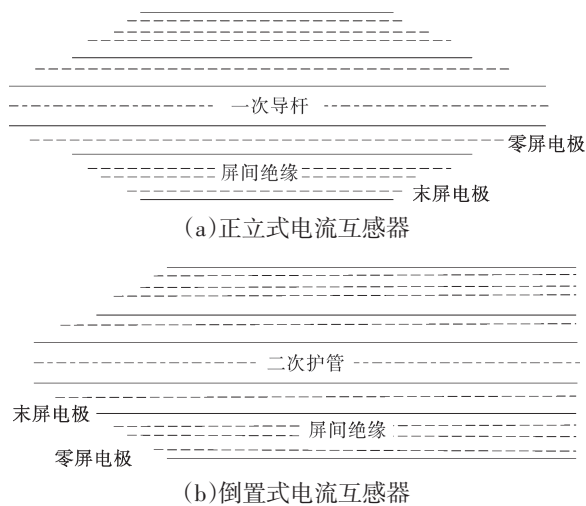 一次导杆
零屏电极
屏间绝缘
末屏电极
(a)正立式电流互感器
二次护管
末屏电极
屏间绝缘
零屏电极
(b)倒置式电流互感器